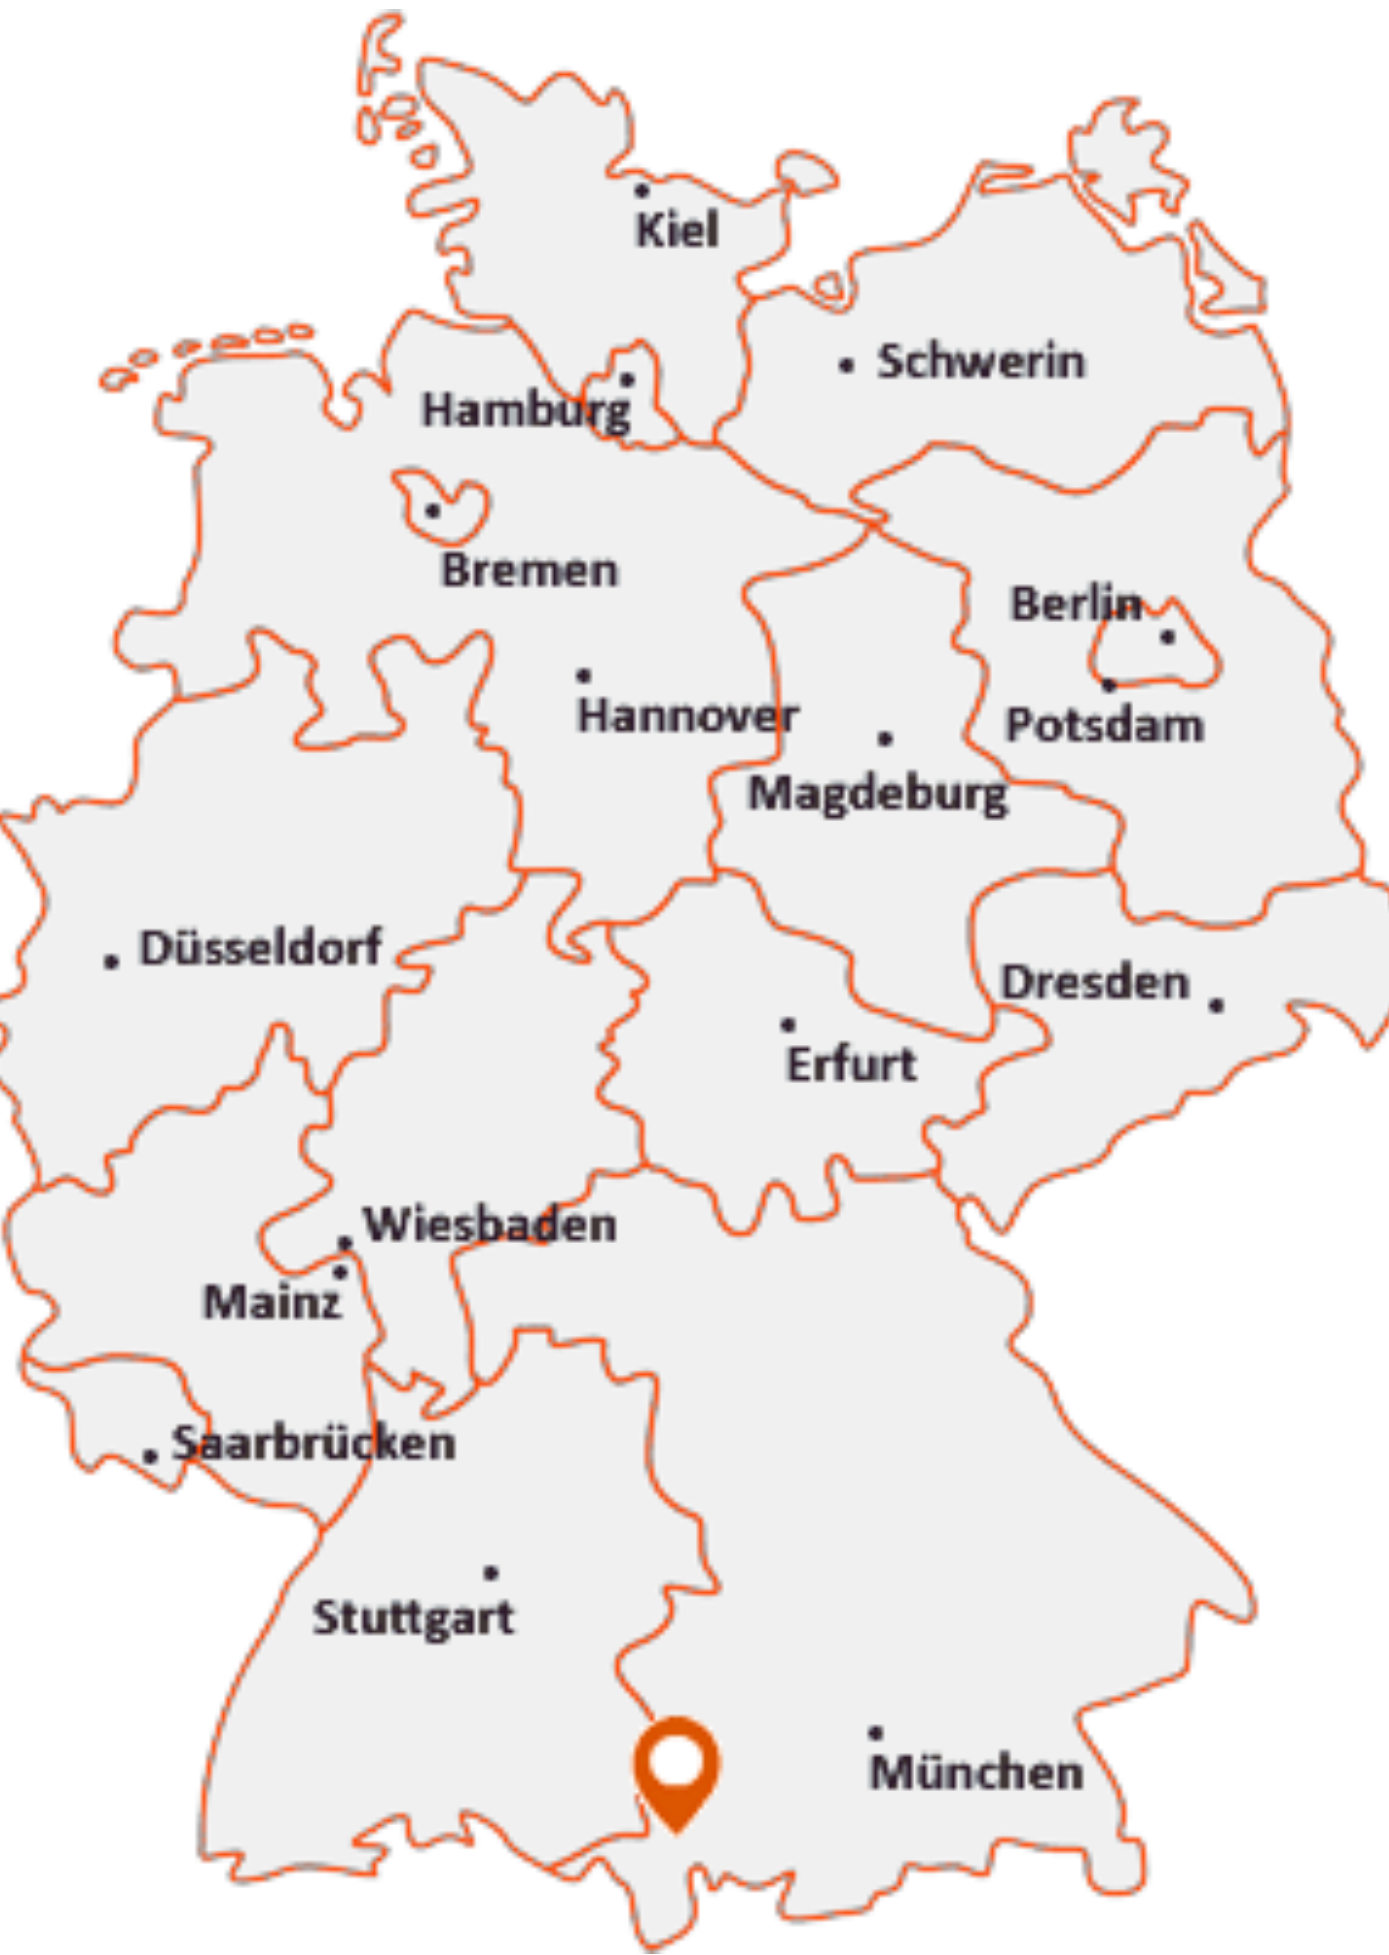 Kiel
Schwerin
Hamburg
Bremen
Berlin
Hannover
Potsdam
Magdeburg
Düsseldorf
Dresden
Erfurt
Wiesbaden
Mainz
Saarbrücken
Stuttgart
München